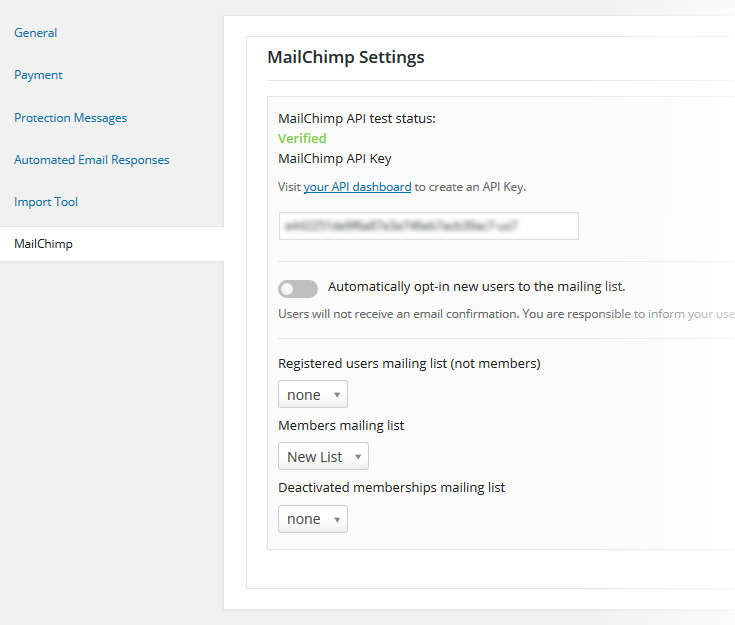 General
Payment
Protection Messages
Automated Email Responses
Import Tool
MailChimp
MailChimp Settings
MailChimp API test status:
Verified
MailChimp API Key
Visit your API dashboard to create an API Key.
Automatically opt-in new users to the mailing list.
Users will not receive an email confirmation. You are responsible to inform your use
Registered users mailing list (not members)
none
Members mailing list
New List
Deactivated memberships mailing list
none